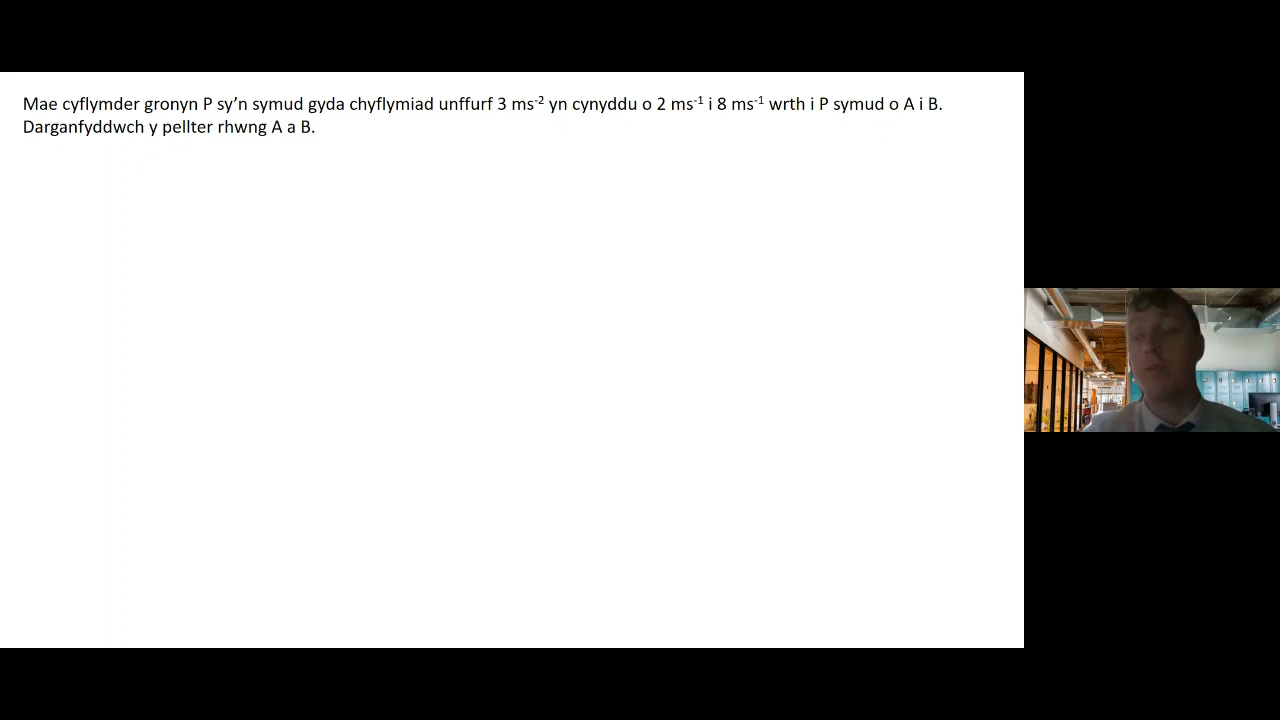 Mae cyflymder gronyn P sy’n symud gyda chyflymiad unffurf 3 ms⁻² yn cynyddu o 2 ms⁻¹ i 8 ms⁻¹ wrth i P symud o A i B.
Darganfyddwch y pellter rhwng A a B.